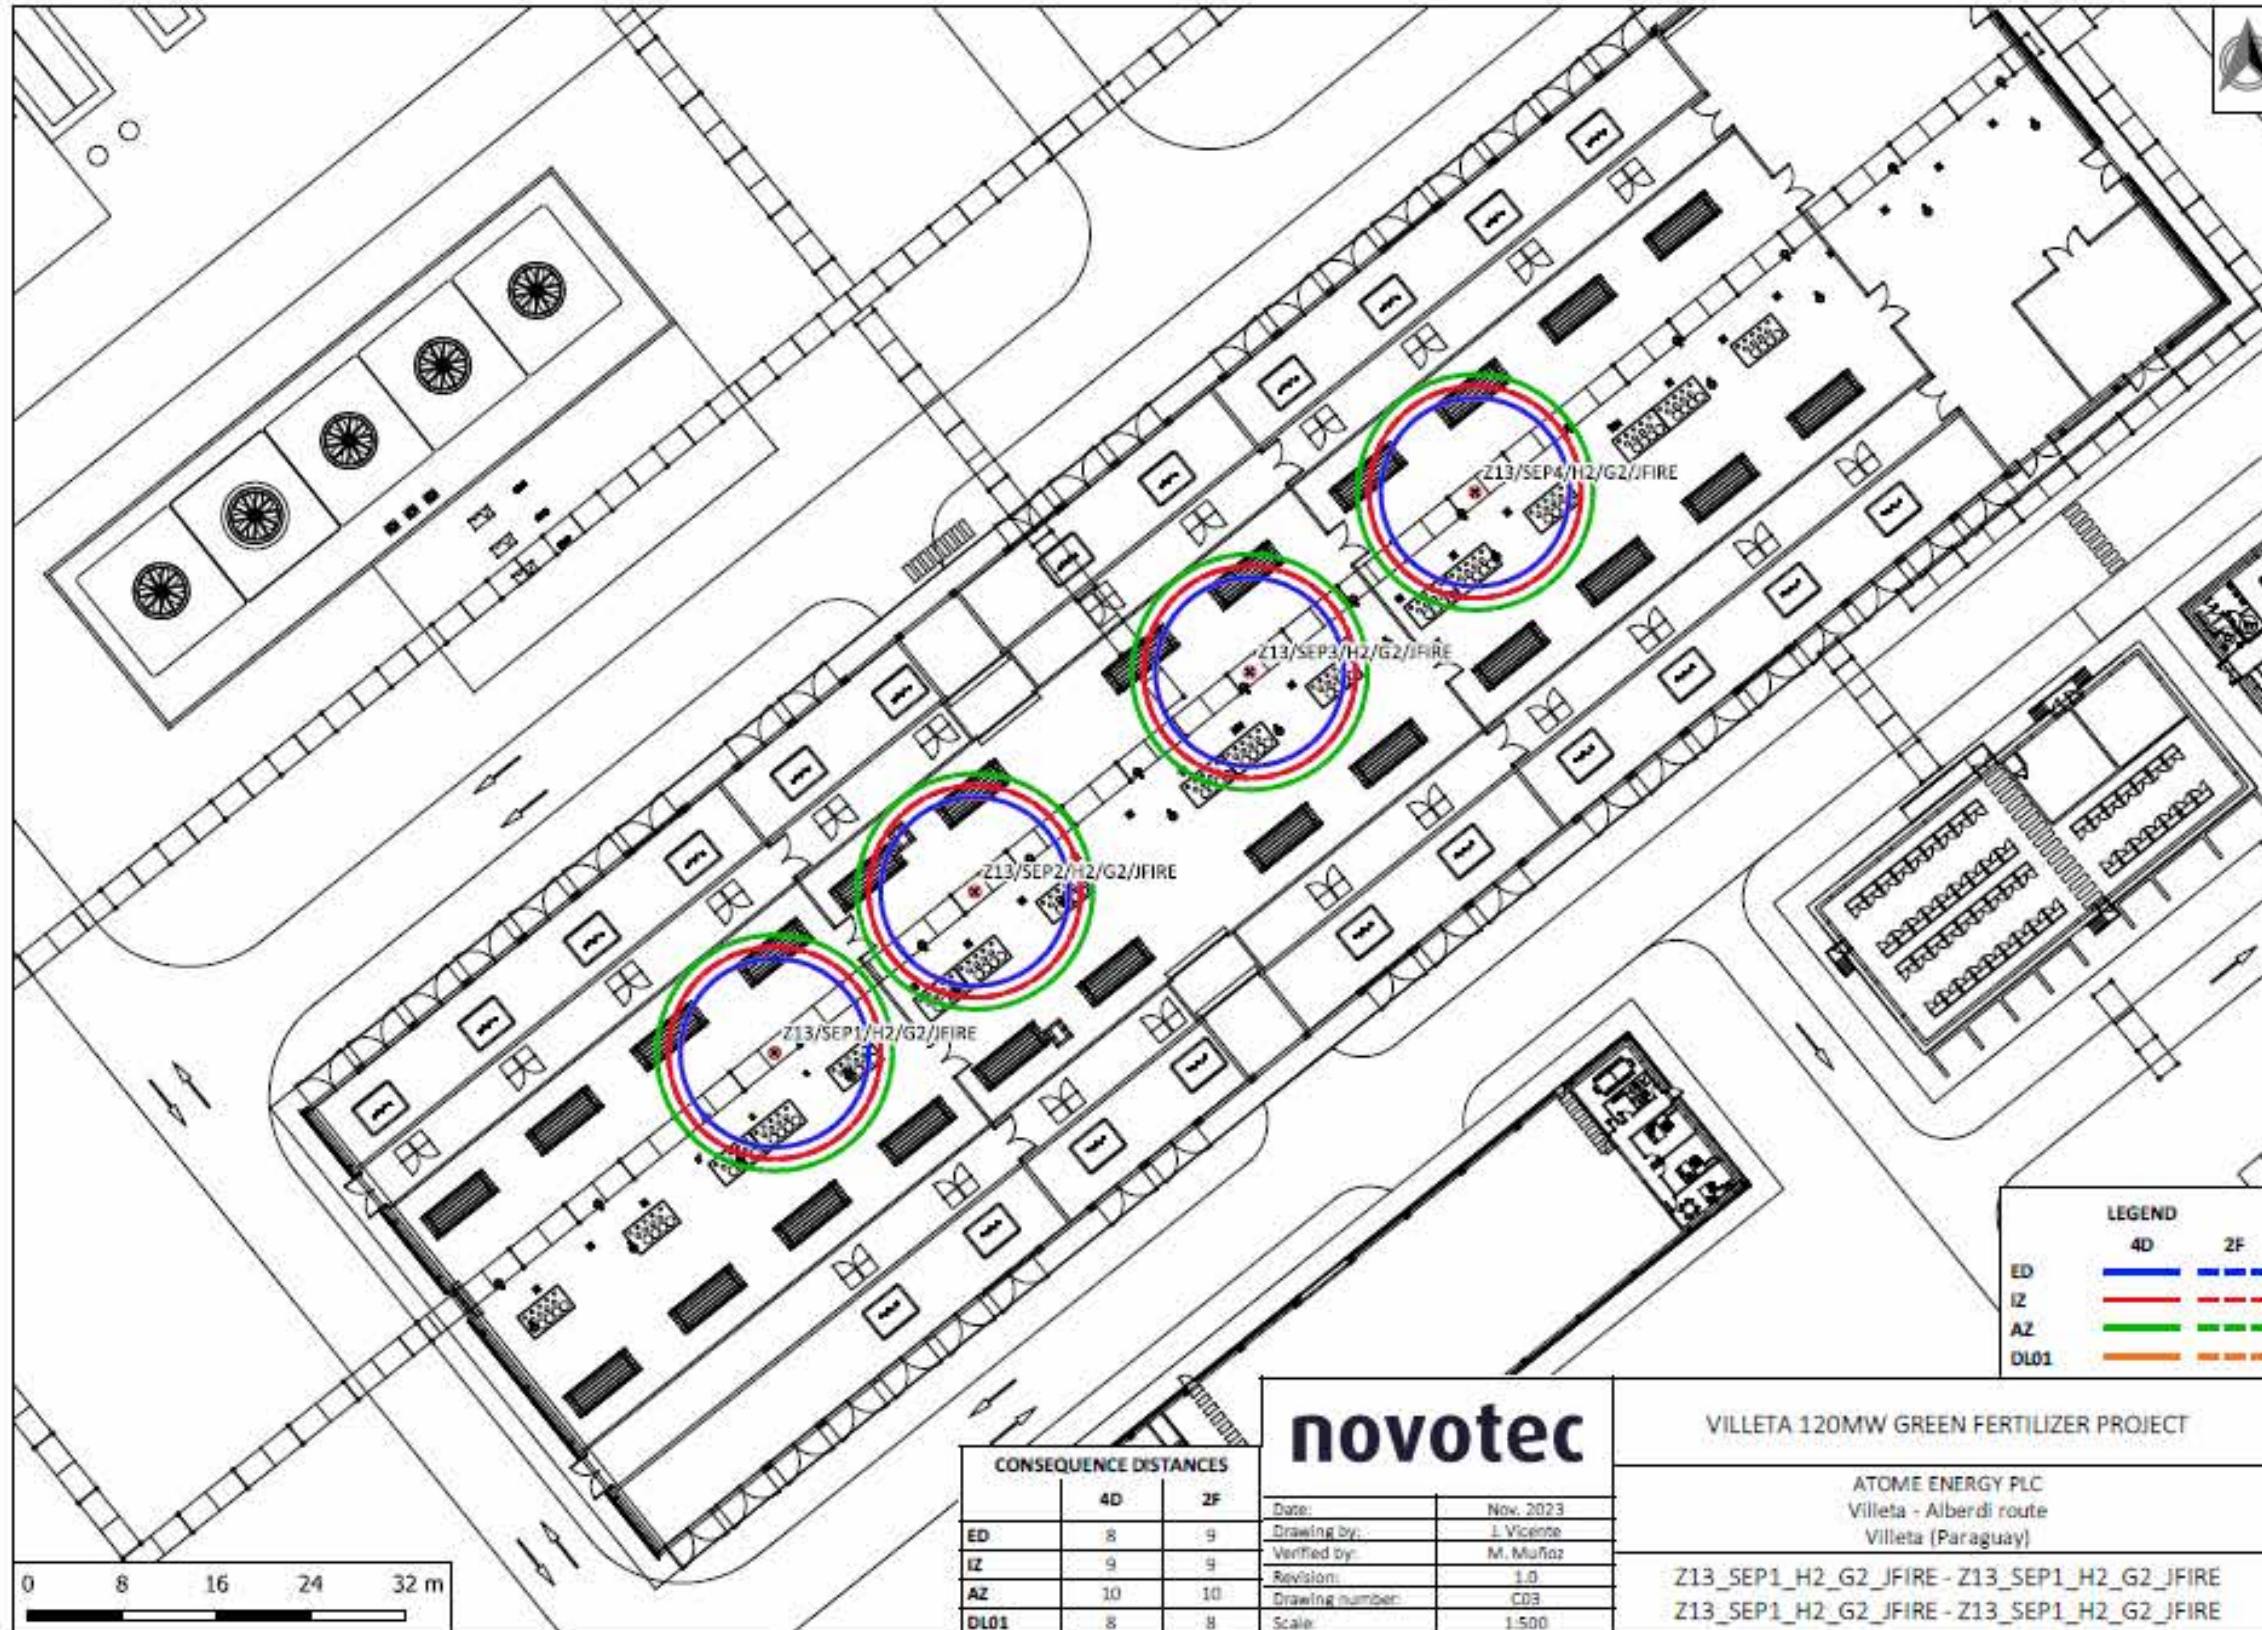 Z13/SEP4/H2/G2/JFIRE
Z13/SEP3/H2/G2/JFIRE
Z13/SEP2/H2/G2/JFIRE
Z13/SEP1/H2/G2/JFIRE
LEGEND
4D 2F
ED
IZ
AZ
DL01
0 8 16 24 32 m
CONSEQUENCE DISTANCES
4D 2F
ED 8 9
IZ 9 9
AZ 10 10
DL01 8 8
novotec
Date: Nov. 2023
Drawing by: J. Vicente
Verified by: M. Muñoz
Revision: 1.0
Drawing number: C03
Scale: 1:500
VILLETA 120MW GREEN FERTILIZER PROJECT
ATOME ENERGY PLC
Villeta - Alberdi route
Villeta (Paraguay)
Z13_SEP1_H2_G2_JFIRE - Z13_SEP1_H2_G2_JFIRE
Z13_SEP1_H2_G2_JFIRE - Z13_SEP1_H2_G2_JFIRE